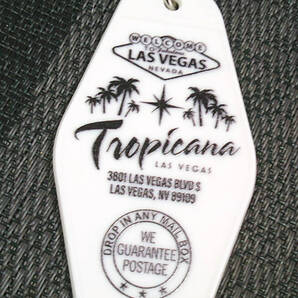 WELCOME
TO Fabulous
LAS VEGAS
NEVADA
Tropicana
LAS VEGAS
3801 LAS VEGAS BLVD S
LAS VEGAS, NV 89109
DROP IN ANY MAIL BOX
WE
GUARANTEE
POSTAGE